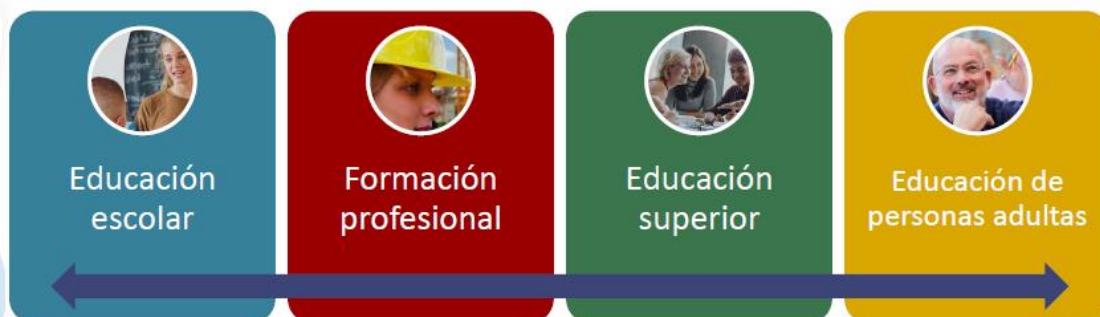 Educación
escolar
Formación
profesional
Educación
superior
Educación de
personas adultas